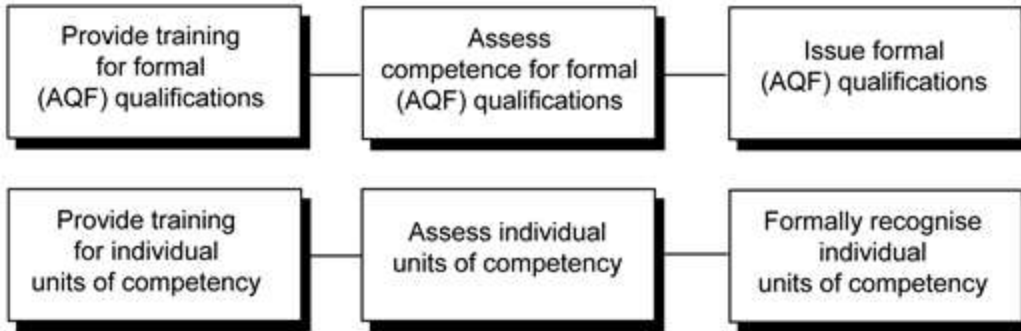 Provide training
for formal
(AQF) qualifications
Assess
competence for formal
(AQF) qualifications
Issue formal
(AQF) qualifications
Provide training
for individual
units of competency
Assess individual
units of competency
Formally recognise
individual
units of competency